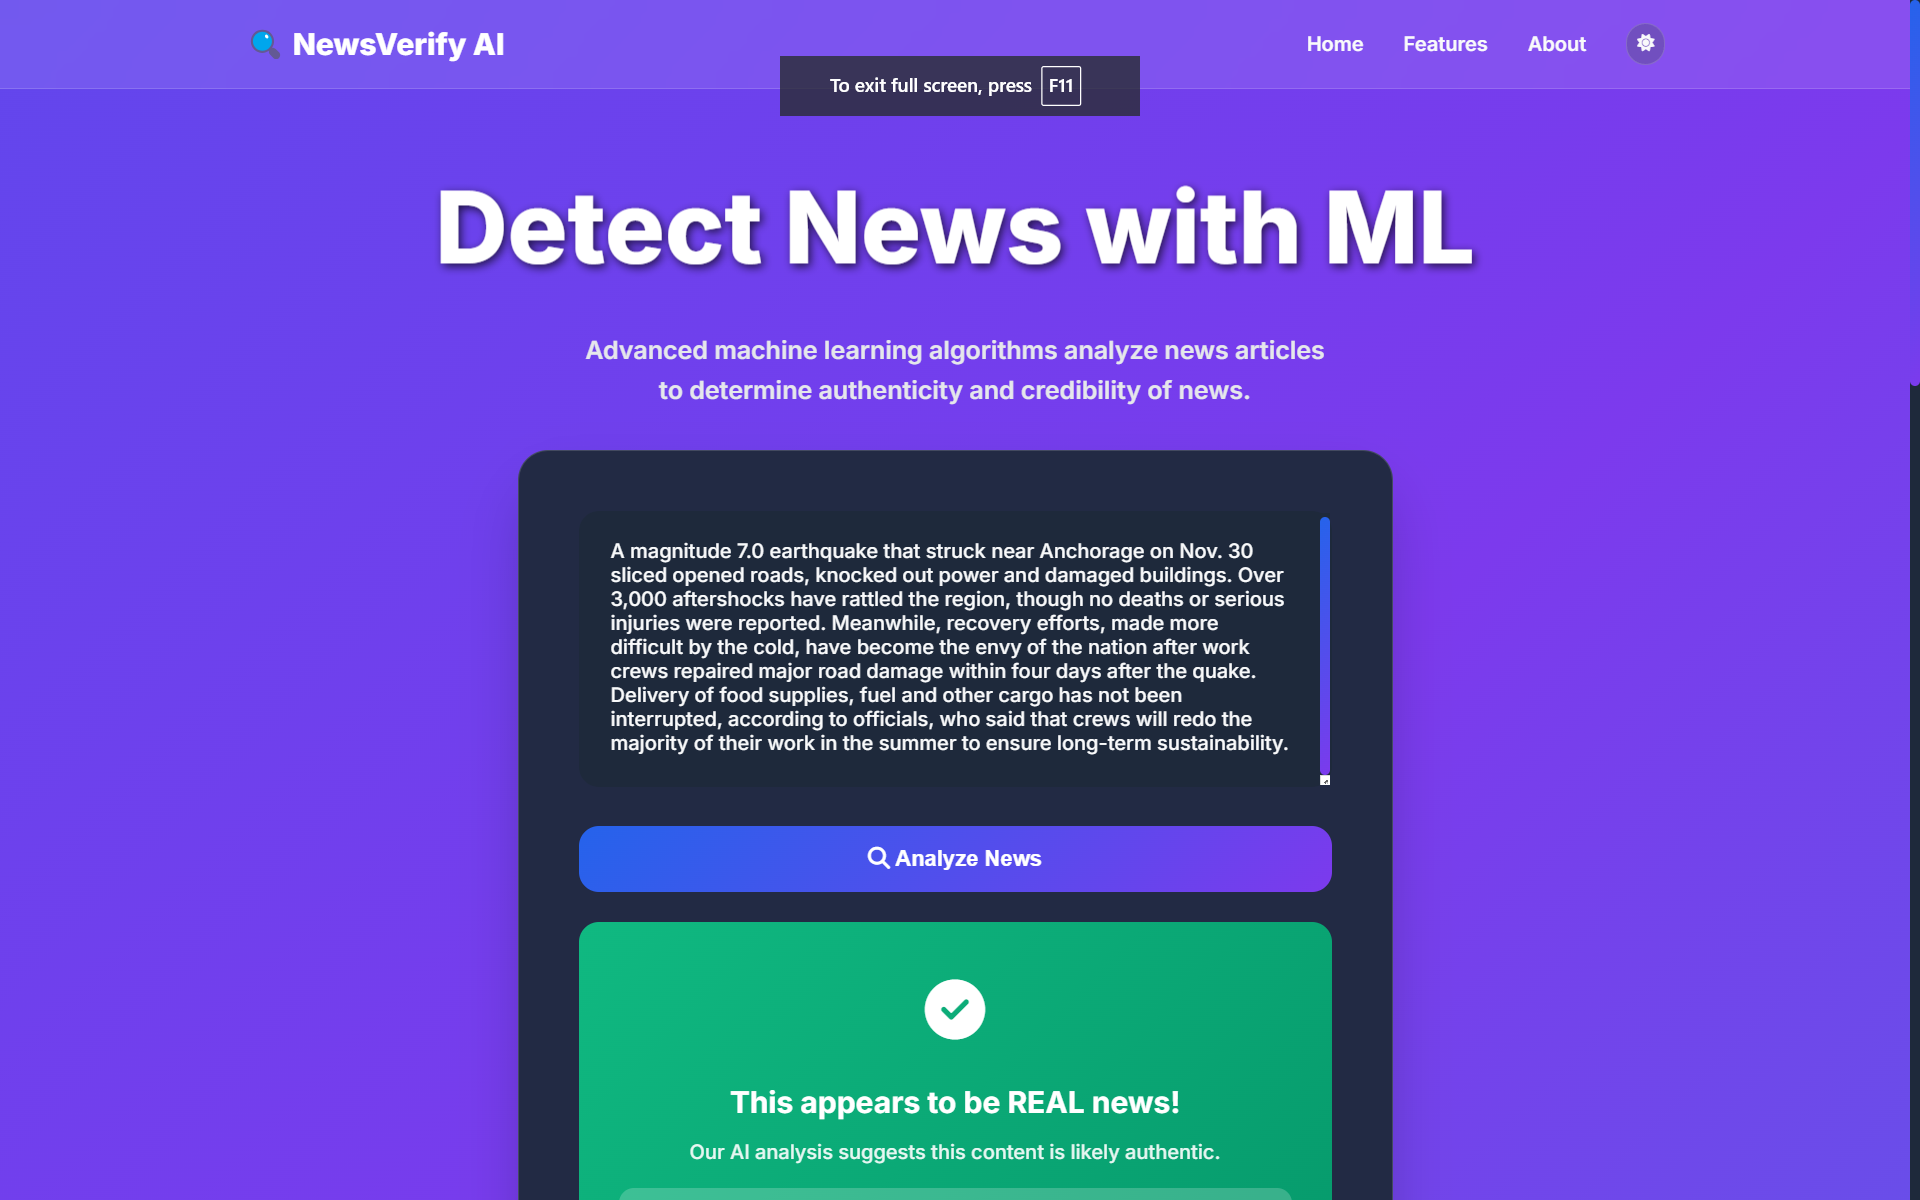 NewsVerify AI
Home
Features
About
To exit full screen, press F11
Detect News with ML
Advanced machine learning algorithms analyze news articles
to determine authenticity and credibility of news.
A magnitude 7.0 earthquake that struck near Anchorage on Nov. 30
sliced opened roads, knocked out power and damaged buildings. Over
3,000 aftershocks have rattled the region, though no deaths or serious
injuries were reported. Meanwhile, recovery efforts, made more
difficult by the cold, have become the envy of the nation after work
crews repaired major road damage within four days after the quake.
Delivery of food supplies, fuel and other cargo has not been
interrupted, according to officials, who said that crews will redo the
majority of their work in the summer to ensure long-term sustainability.
Analyze News
This appears to be REAL news!
Our AI analysis suggests this content is likely authentic.